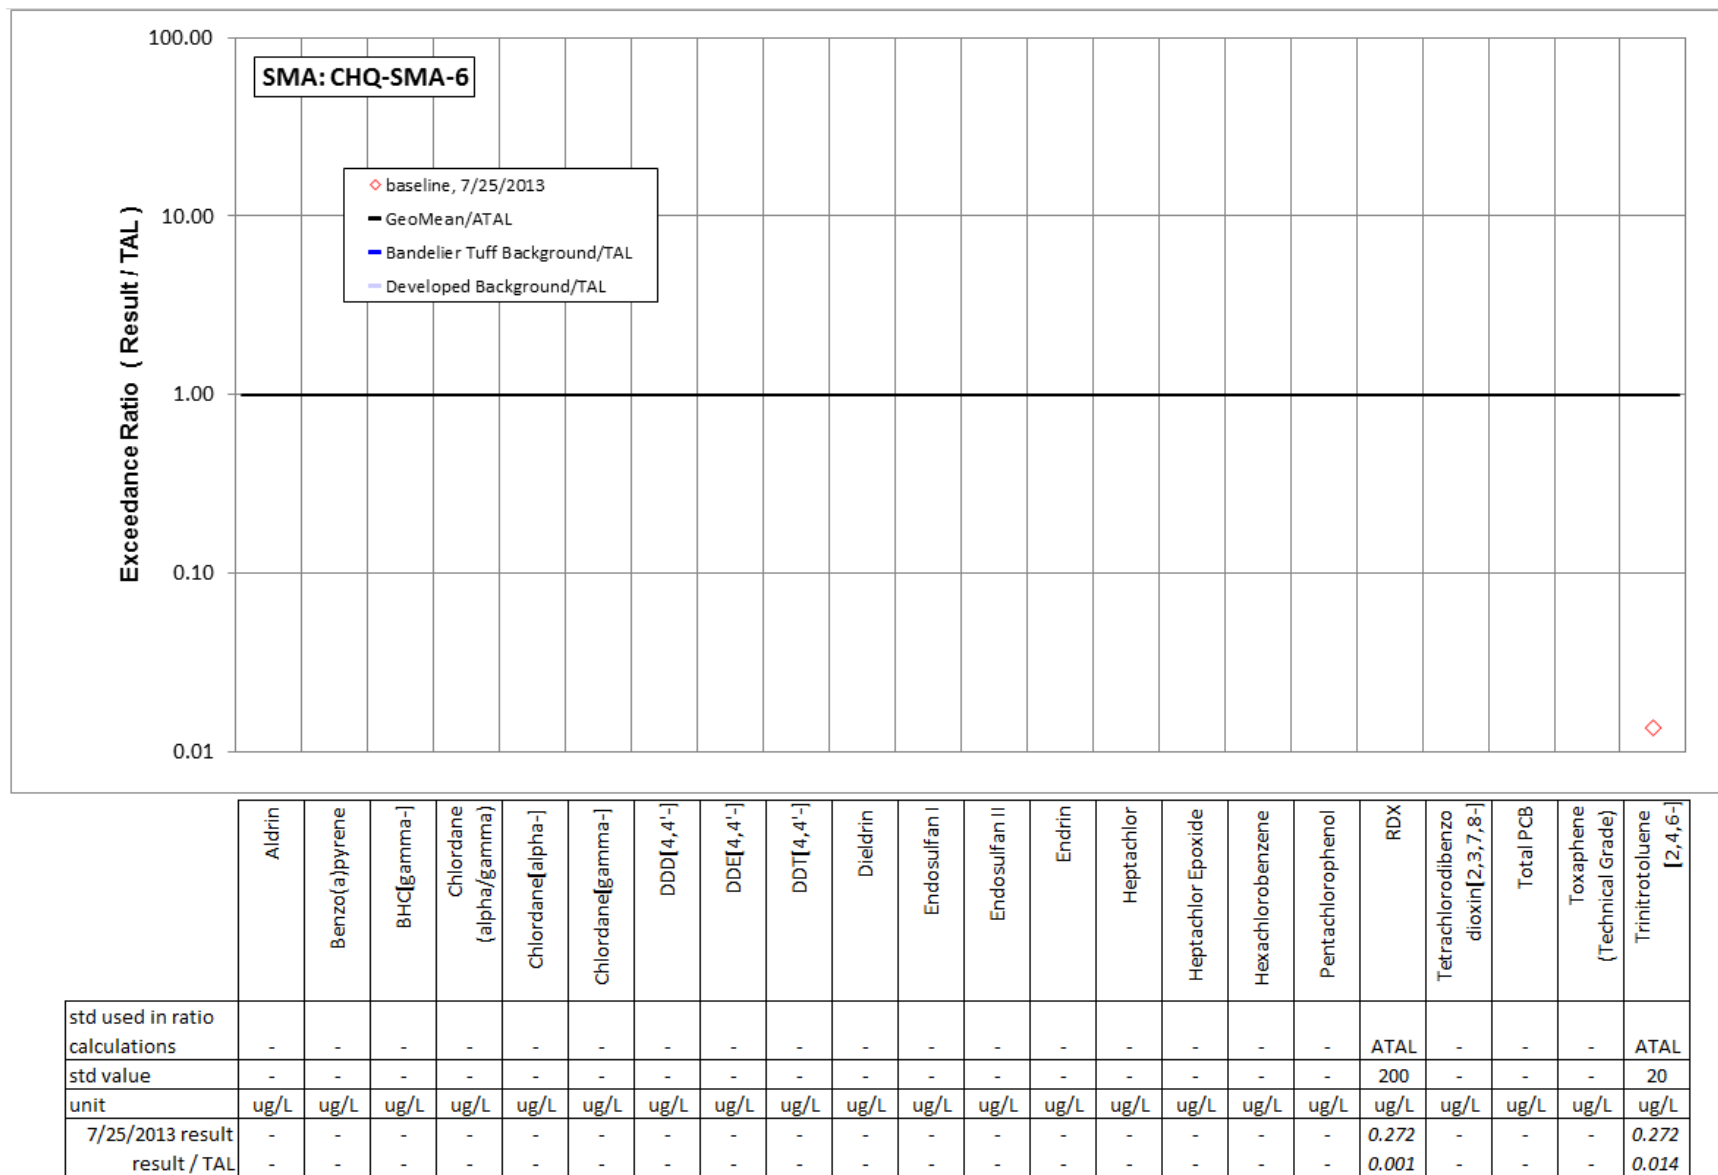 100.00
SMA: CHQ-SMA-6
baseline, 7/25/2013
GeoMean/ATAL
Bandelier Tuff Background/TAL
Developed Background/TAL
Exceedance Ratio ( Result / TAL )
10.00
1.00
0.10
0.01
Aldrin
Benzo(a)pyrene
BHC[gamma-]
Chlordane
(alpha/gamma)
Chlordane[alpha-]
Chlordane[gamma-]
DDD[4,4'-]
DDE[4,4'-]
DDT[4,4'-]
Dieldrin
Endosulfan I
Endosulfan II
Endrin
Heptachlor
Heptachlor Epoxide
Hexachlorobenzene
Pentachlorophenol
RDX
Tetrachlorodibenzo
dioxin[2,3,7,8-]
Total PCB
Toxaphene
(Technical Grade)
Trinitrotoluene
[2,4,6-]
std used in ratio
calculations - - - - - - - - - - - - - - - - - ATAL - - - ATAL
std value - - - - - - - - - - - - - - - - - 200 - - - 20
unit ug/L ug/L ug/L ug/L ug/L ug/L ug/L ug/L ug/L ug/L ug/L ug/L ug/L ug/L ug/L ug/L ug/L ug/L ug/L ug/L ug/L ug/L
7/25/2013 result - - - - - - - - - - - - - - - - - 0.272 - - - 0.272
result / TAL - - - - - - - - - - - - - - - - - 0.001 - - - 0.014